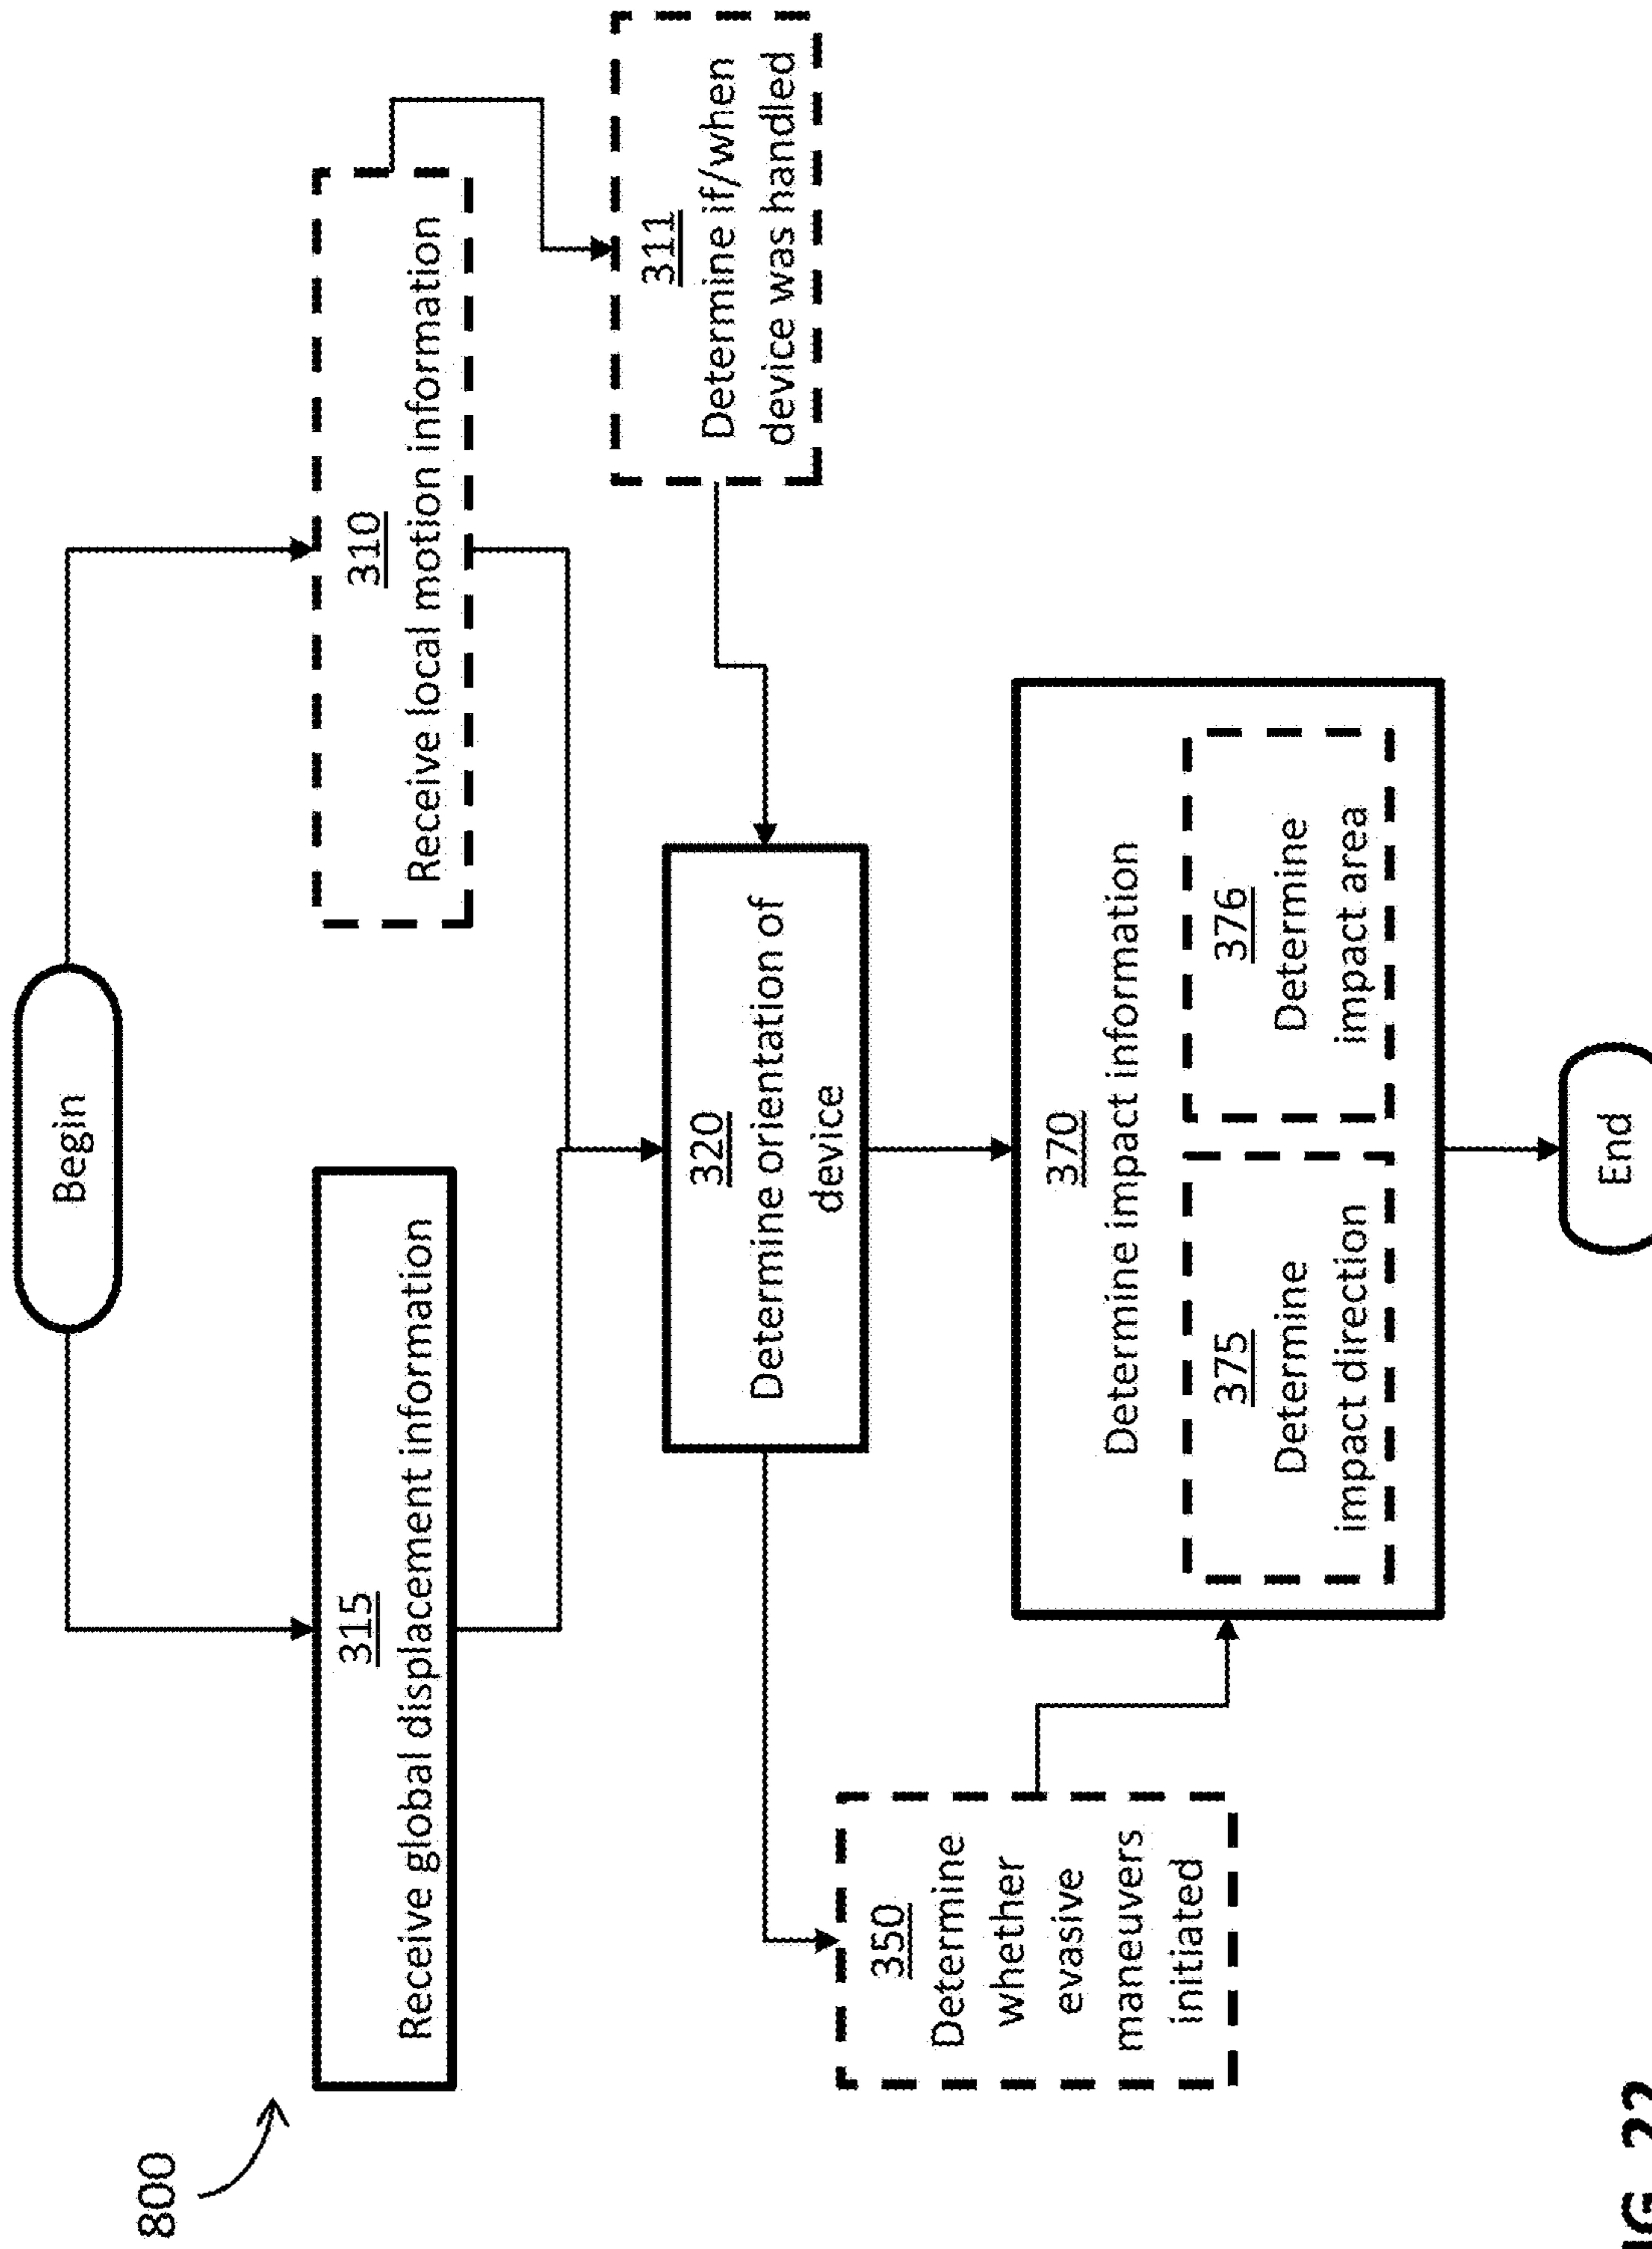 800
Begin
315
Receive global displacement information
310
Receive local motion information
311
Determine if/when
device was handled
320
Determine orientation of
device
350
Determine
whether
evasive
maneuvers
initiated
370
Determine impact information
375
Determine
impact direction
376
Determine
impact area
End